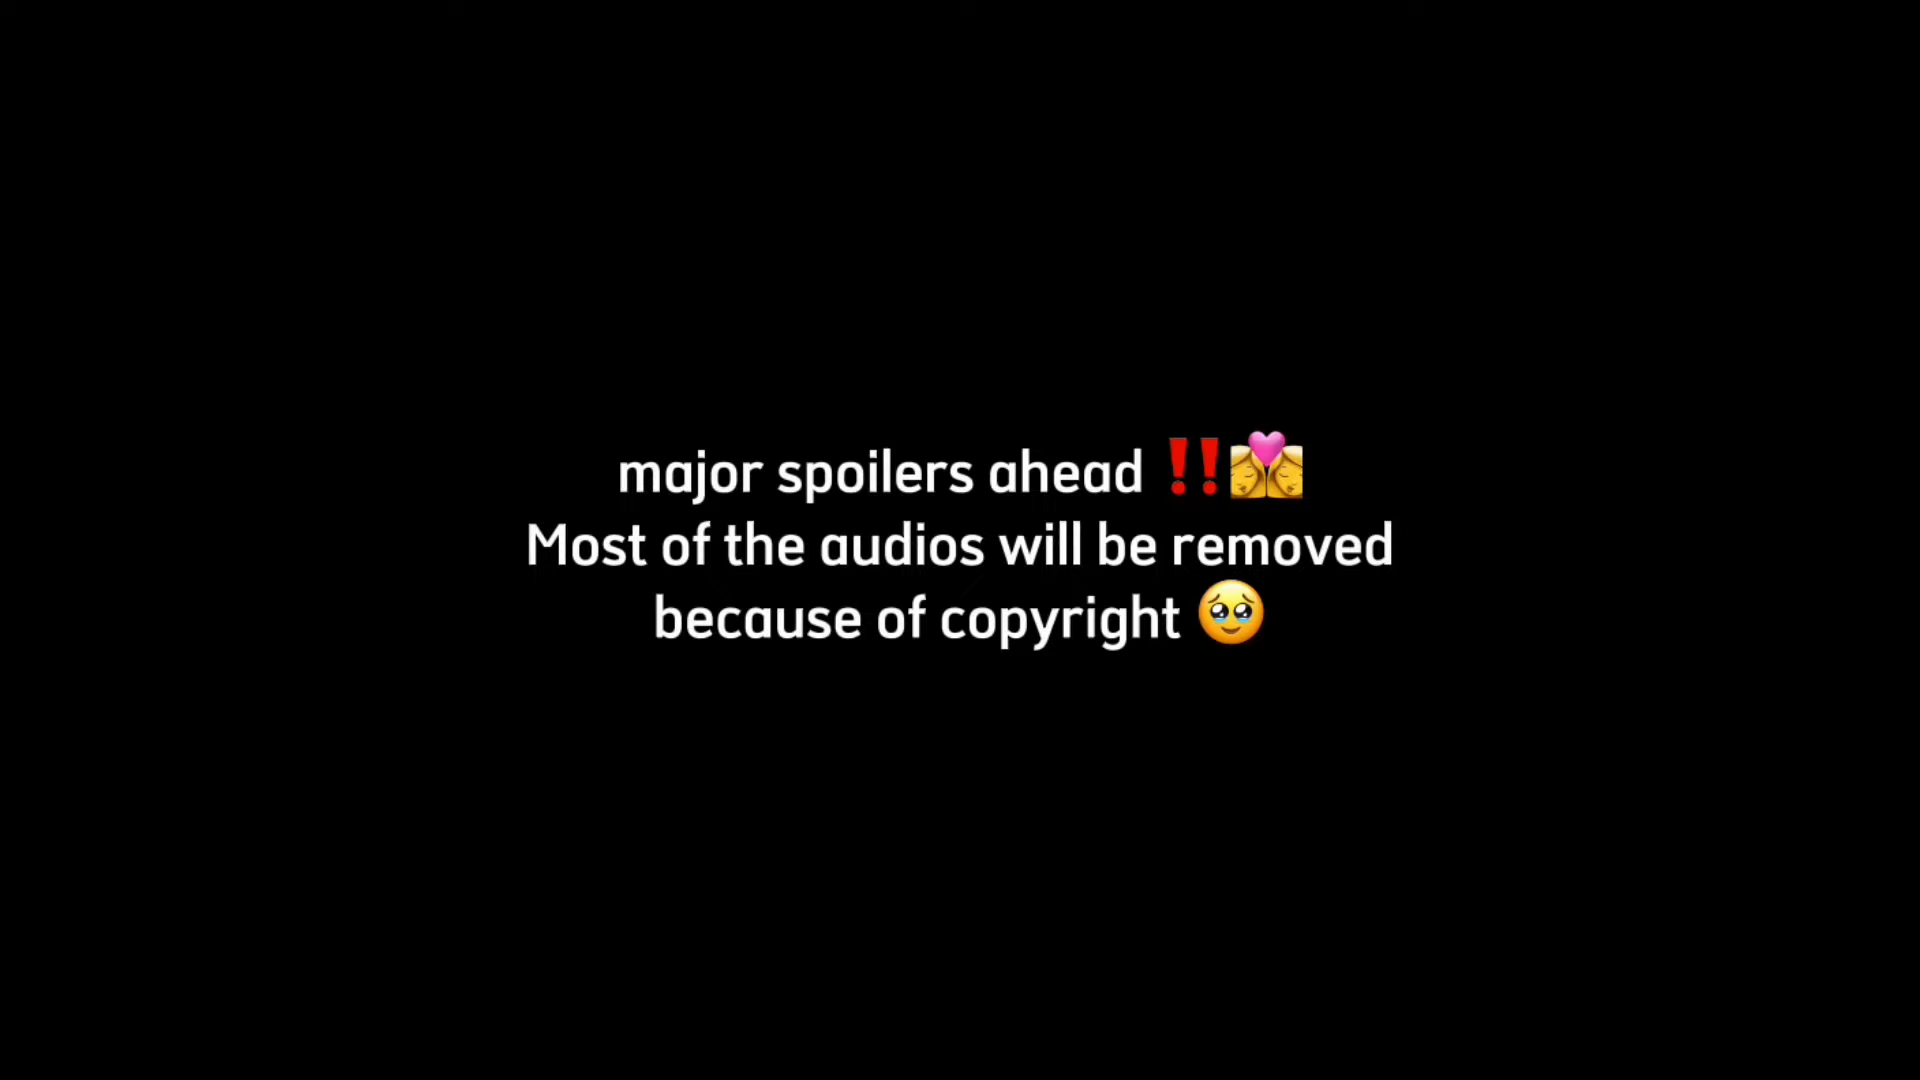 major spoilers ahead ‼️👩‍❤️‍💋‍👩
Most of the audios will be removed
because of copyright 🥹